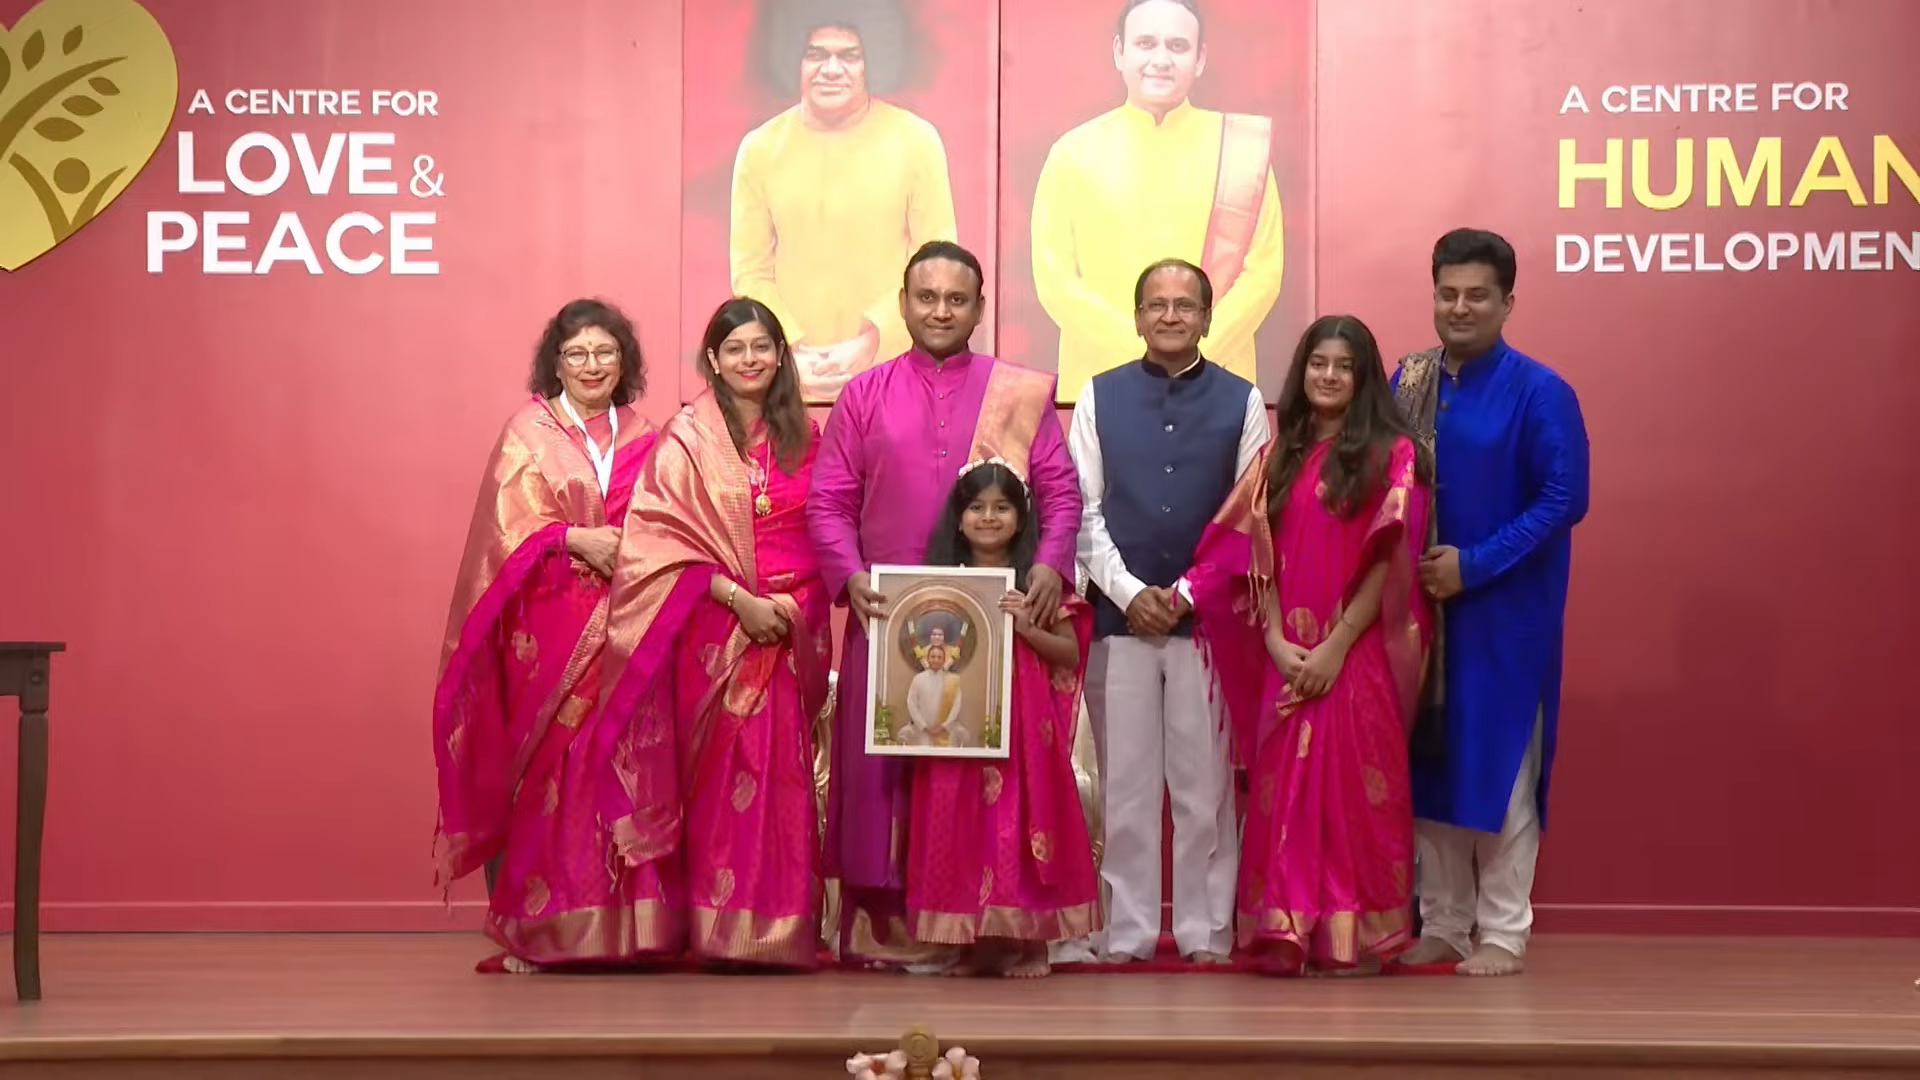 A CENTRE FOR
LOVE &
PEACE
A CENTRE FOR
HUMAN
DEVELOPMEN